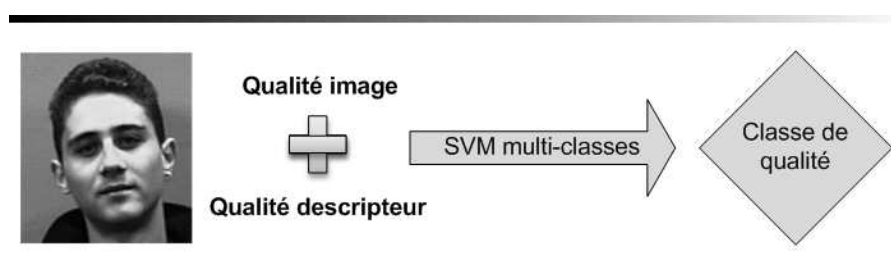 Qualité image
Qualité descripteur
SVM multi-classes
Classe de
qualité